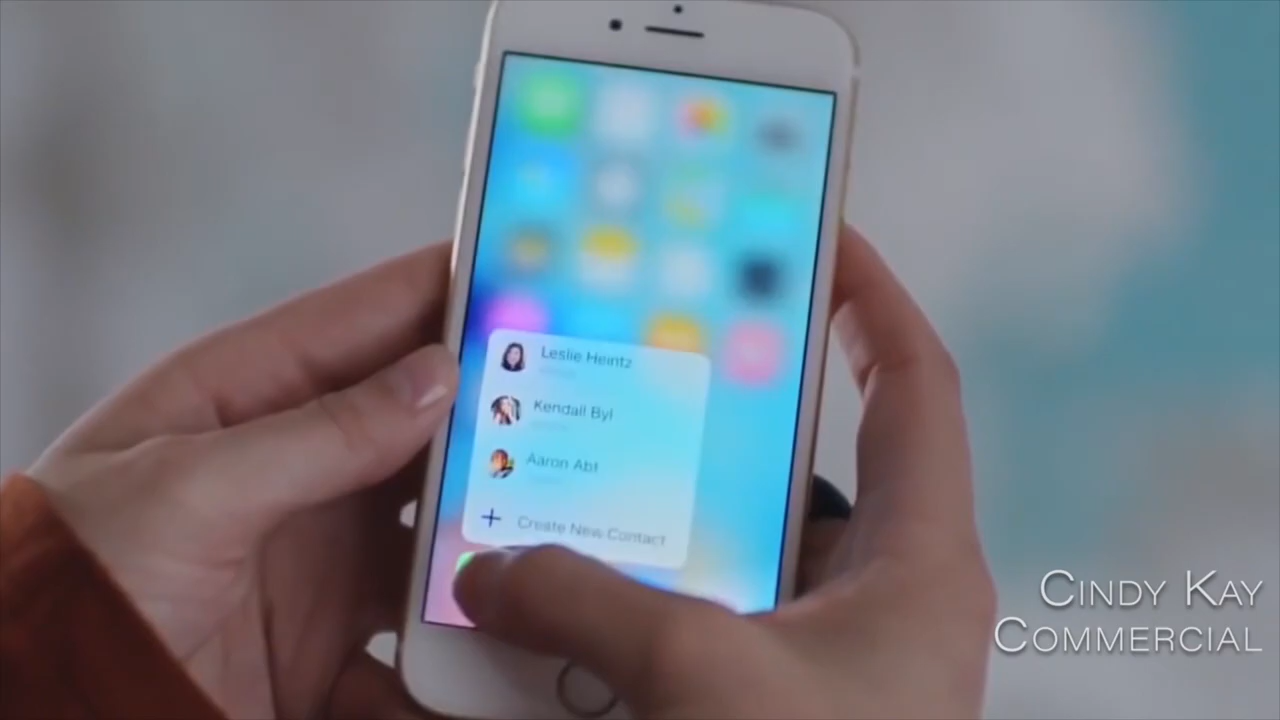 Leslie Heintz
Kendall Byl
Aaron Abt
Create New Contact
CINDY KAY
COMMERCIAL